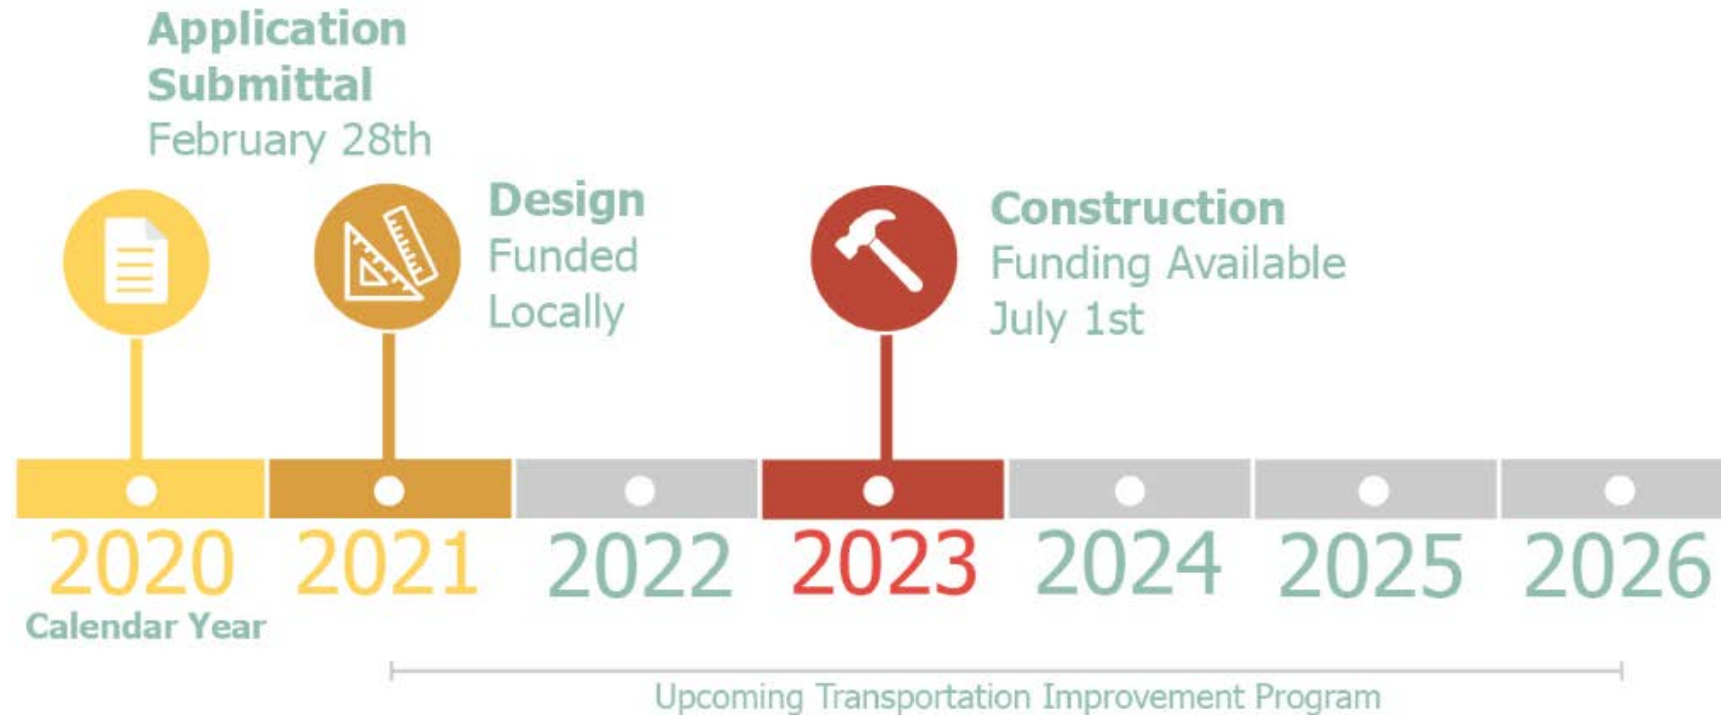 Application
Submittal
February 28th
Design
Funded
Locally
Construction
Funding Available
July 1st
2020 2021 2022 2023 2024 2025 2026
Calendar Year
Upcoming Transportation Improvement Program